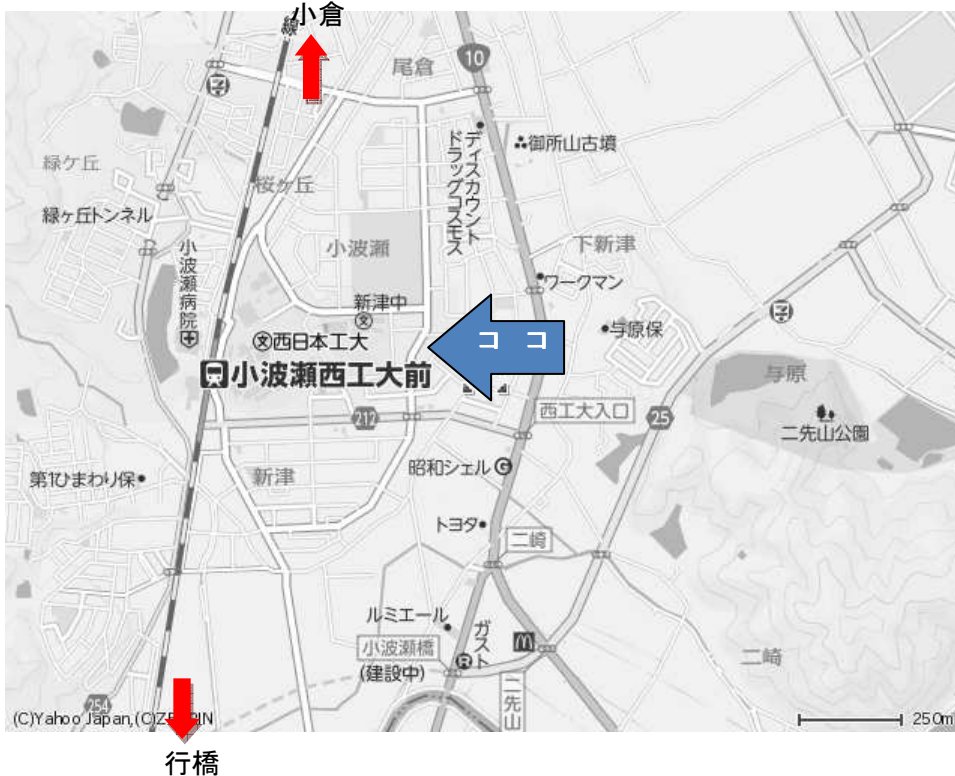 小倉
線
10
尾倉
ディスカウント
ドラッグコスモス
御所山古墳
緑ケ丘
桜ケ丘
緑ヶ丘トンネル
小波瀬
下新津
小波瀬病院
ワークマン
新津中
文
文西日本工大
コ コ
与原保
与原
小波瀬西工大前
212
西工大入口
25
二先山公園
新津
昭和シェル
G
第1ひまわり保
トヨタ
二崎
ルミエール
ガスト
小波瀬橋
(建設中)
R
M
二先山
二崎
254
(C)Yahoo Japan,(C)ZE RIN
250m
行橋